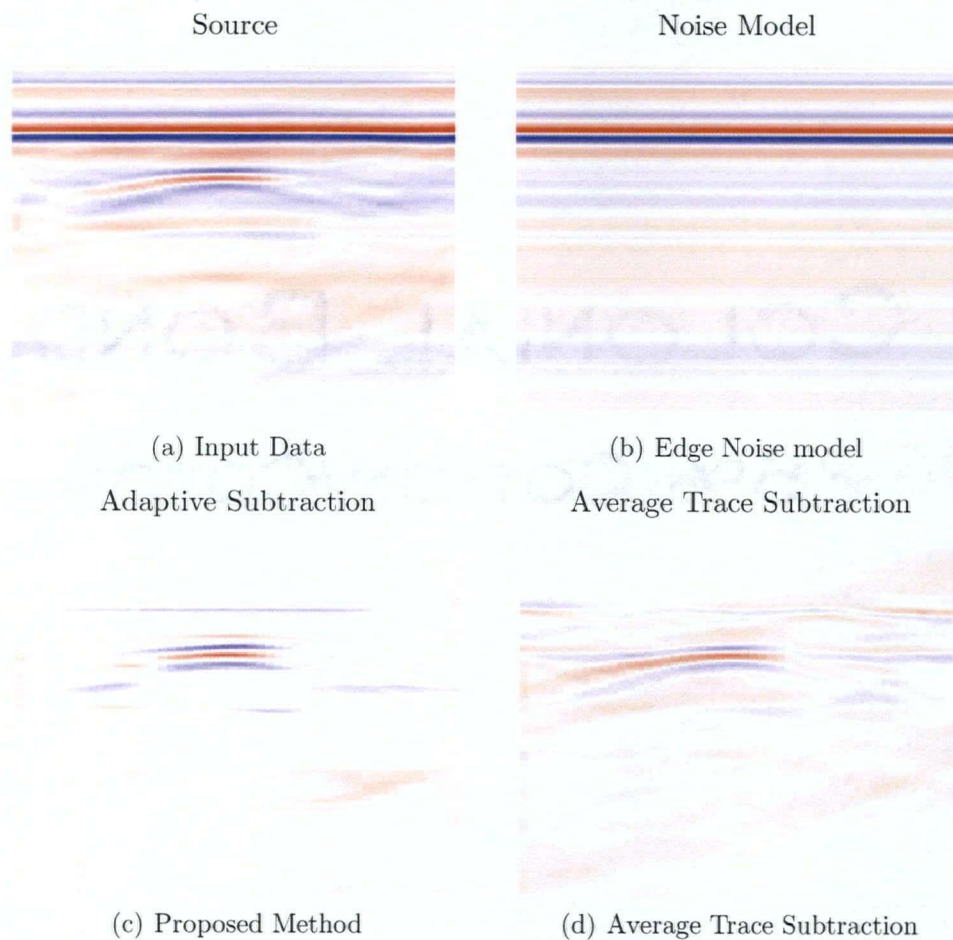 Source
Noise Model
(a) Input Data
(b) Edge Noise model
Adaptive Subtraction
Average Trace Subtraction
(c) Proposed Method
(d) Average Trace Subtraction